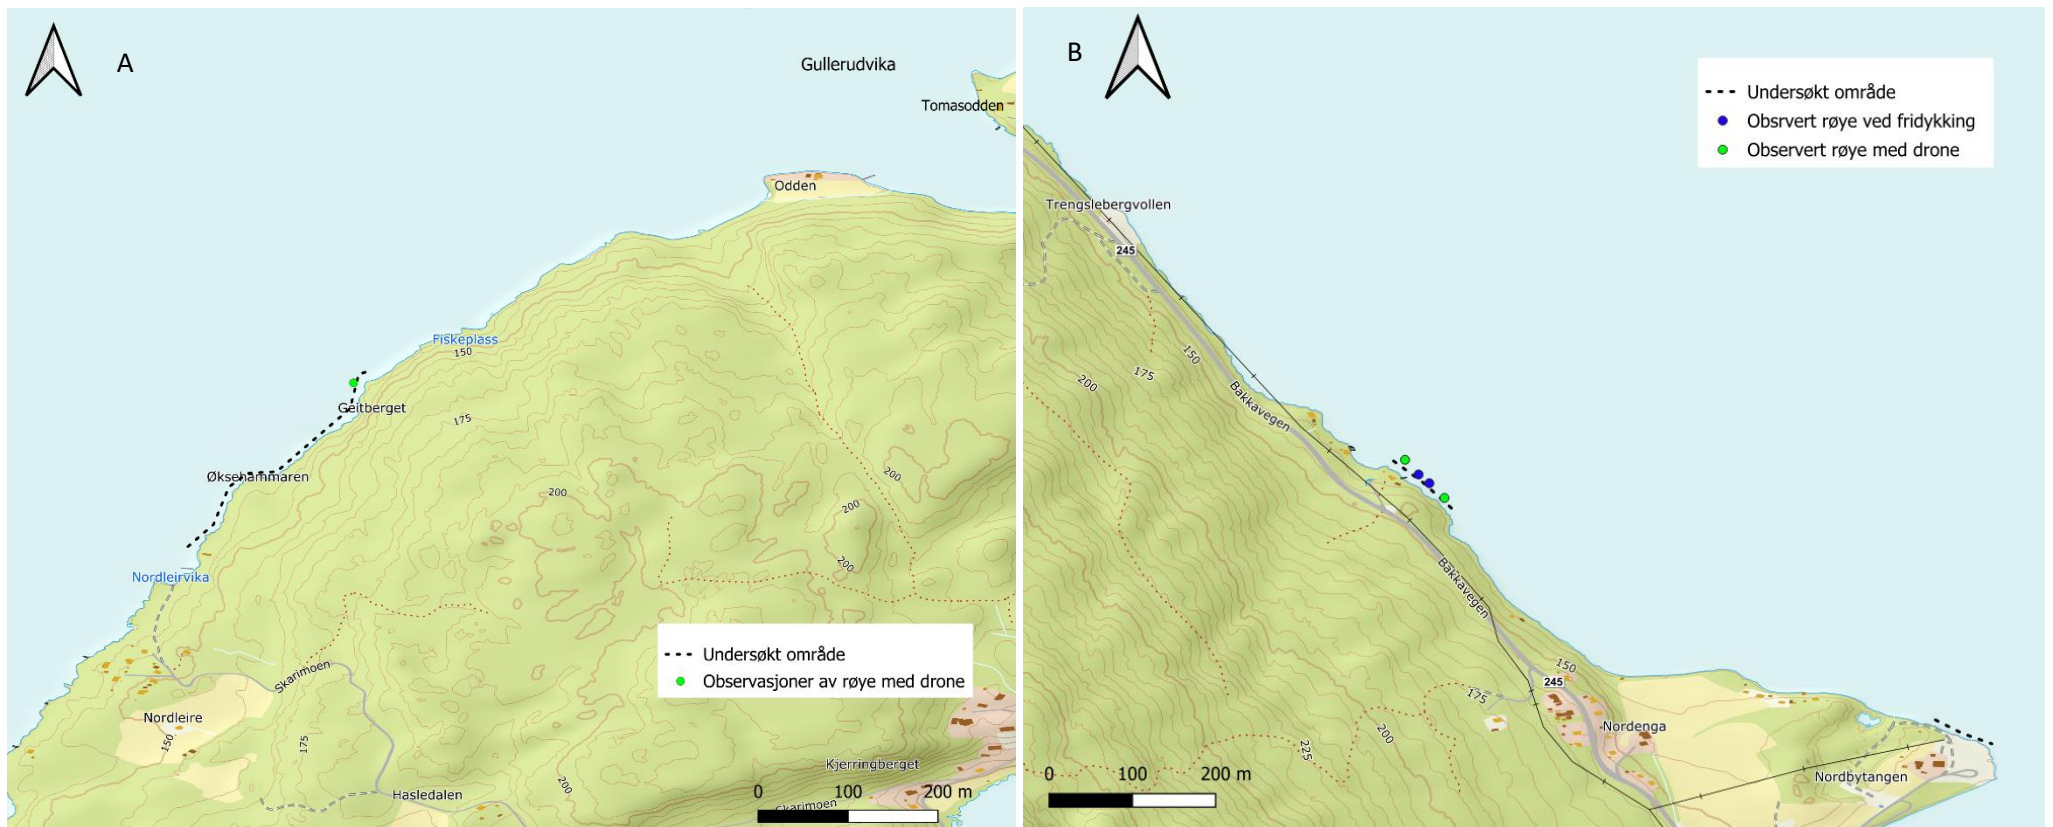 A
Gullerudvika
Tomasodden
Odden
Fiskeplass
150
Geitberget
175
Øksehammaren
200
200
200
200
Nordleirvika
Undersøkt område
Observasjoner av røye med drone
Skarimoen
Nordleire
150
175
200
Kjerringberget
Hasledalen
Skarimoen
0 100 200 m
B
Undersøkt område
Obsrvert røye ved fridykking
Observert røye med drone
Trengslebergvollen
245
150
175
200
Bakkavegen
Bakkavegen
150
245
175
Nordenga
200
225
Nordbytangen
0 100 200 m